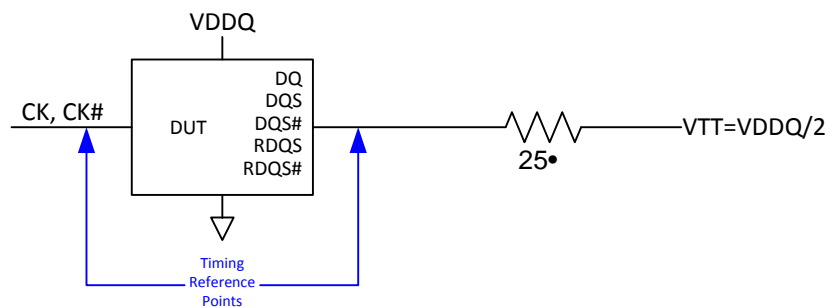 VDDQ
CK, CK#
DUT
DQ
DQS
DQS#
RDQS
RDQS#
25•
VTT=VDDQ/2
Timing
Reference
Points